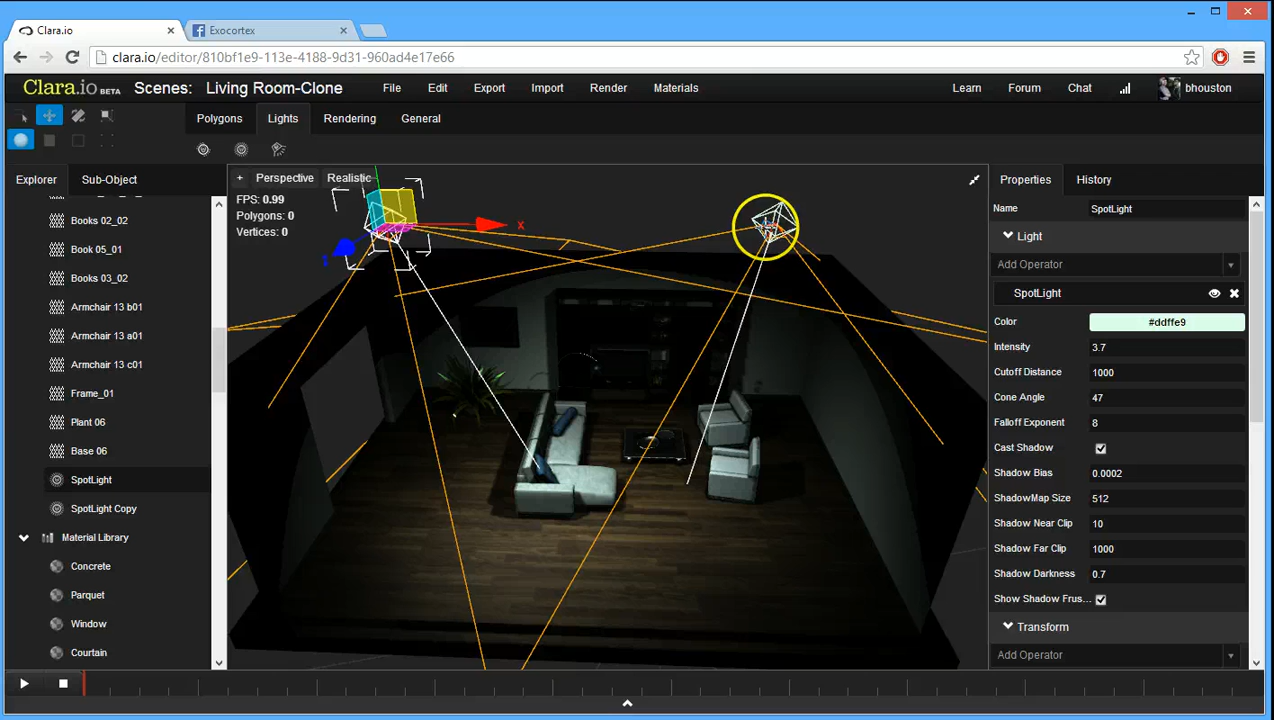 Clara.io
Exocortex
clara.io/editor/810bf1e9-113e-4188-9d31-960ad4e17e66
Clara.io BETA Scenes: Living Room-Clone File Edit Export Import Render Materials Learn Forum Chat bhouston
Polygons Lights Rendering General
Explorer Sub-Object
Books 02_02
Book 05_01
Books 03_02
Armchair 13 b01
Armchair 13 a01
Armchair 13 c01
Frame_01
Plant 06
Base 06
SpotLight
SpotLight Copy
Material Library
Concrete
Parquet
Window
Courtain
+ Perspective Realistic
FPS: 0.99
Polygons: 0
Vertices: 0
x
Properties History
Name SpotLight
Light
Add Operator
SpotLight
Color #ddffe9
Intensity 3.7
Cutoff Distance 1000
Cone Angle 47
Falloff Exponent 8
Cast Shadow
Shadow Bias 0.0002
ShadowMap Size 512
Shadow Near Clip 10
Shadow Far Clip 1000
Shadow Darkness 0.7
Show Shadow Frus...
Transform
Add Operator